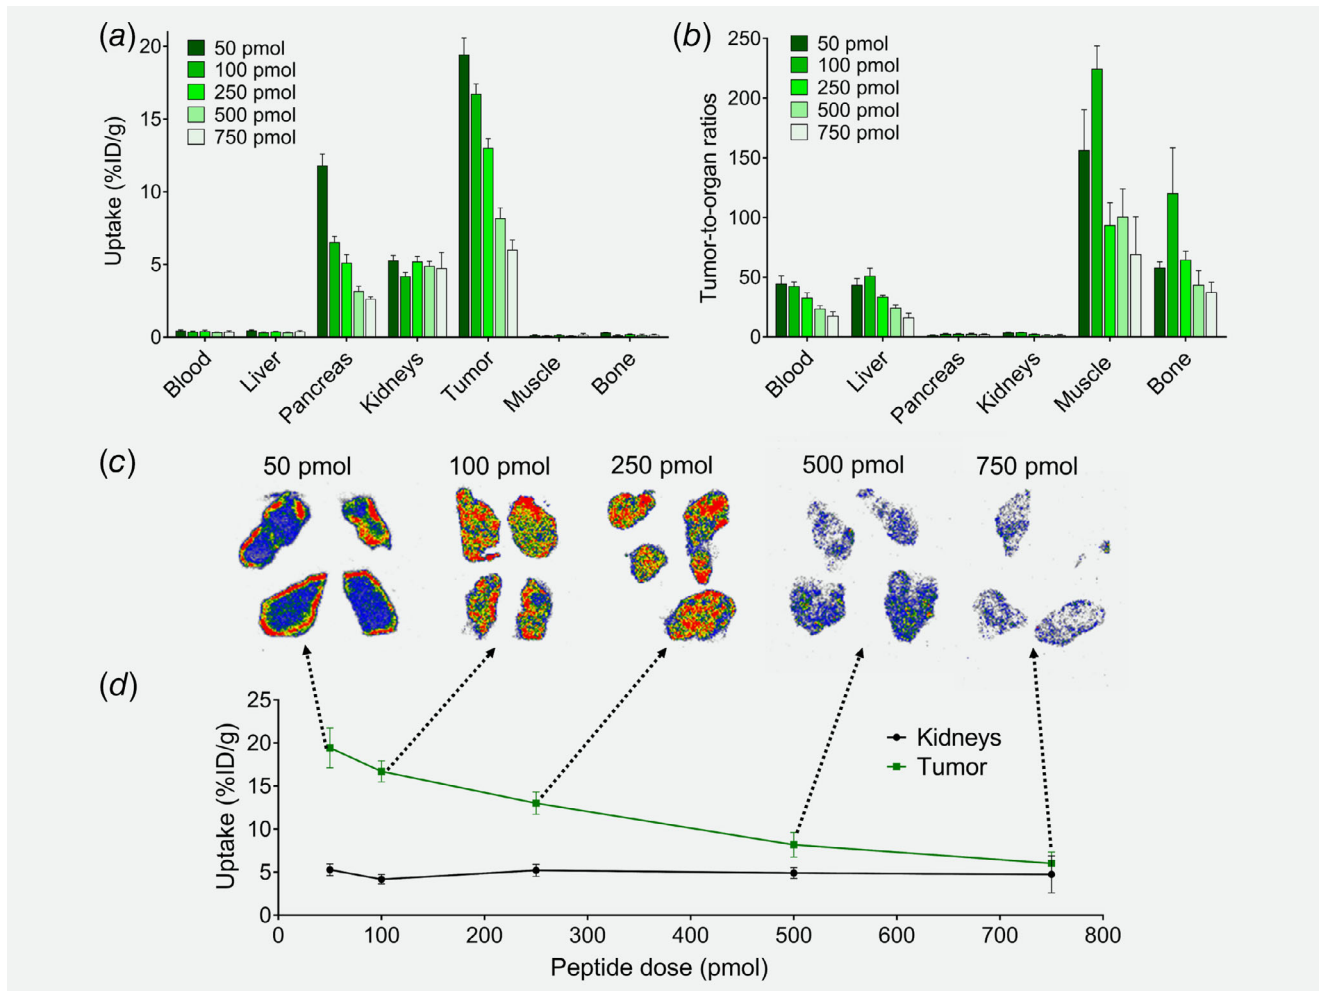 (a)
Uptake (%ID/g)
20
15
10
5
0
50 pmol
100 pmol
250 pmol
500 pmol
750 pmol
Blood
Liver
Pancreas
Kidneys
Tumor
Muscle
Bone
(b)
Tumor-to-organ ratios
250
200
150
100
50
0
50 pmol
100 pmol
250 pmol
500 pmol
750 pmol
Blood
Liver
Pancreas
Kidneys
Muscle
Bone
(c)
50 pmol
100 pmol
250 pmol
500 pmol
750 pmol
(d)
Uptake (%ID/g)
25
20
15
10
5
0
Kidneys
Tumor
0 100 200 300 400 500 600 700 800
Peptide dose (pmol)